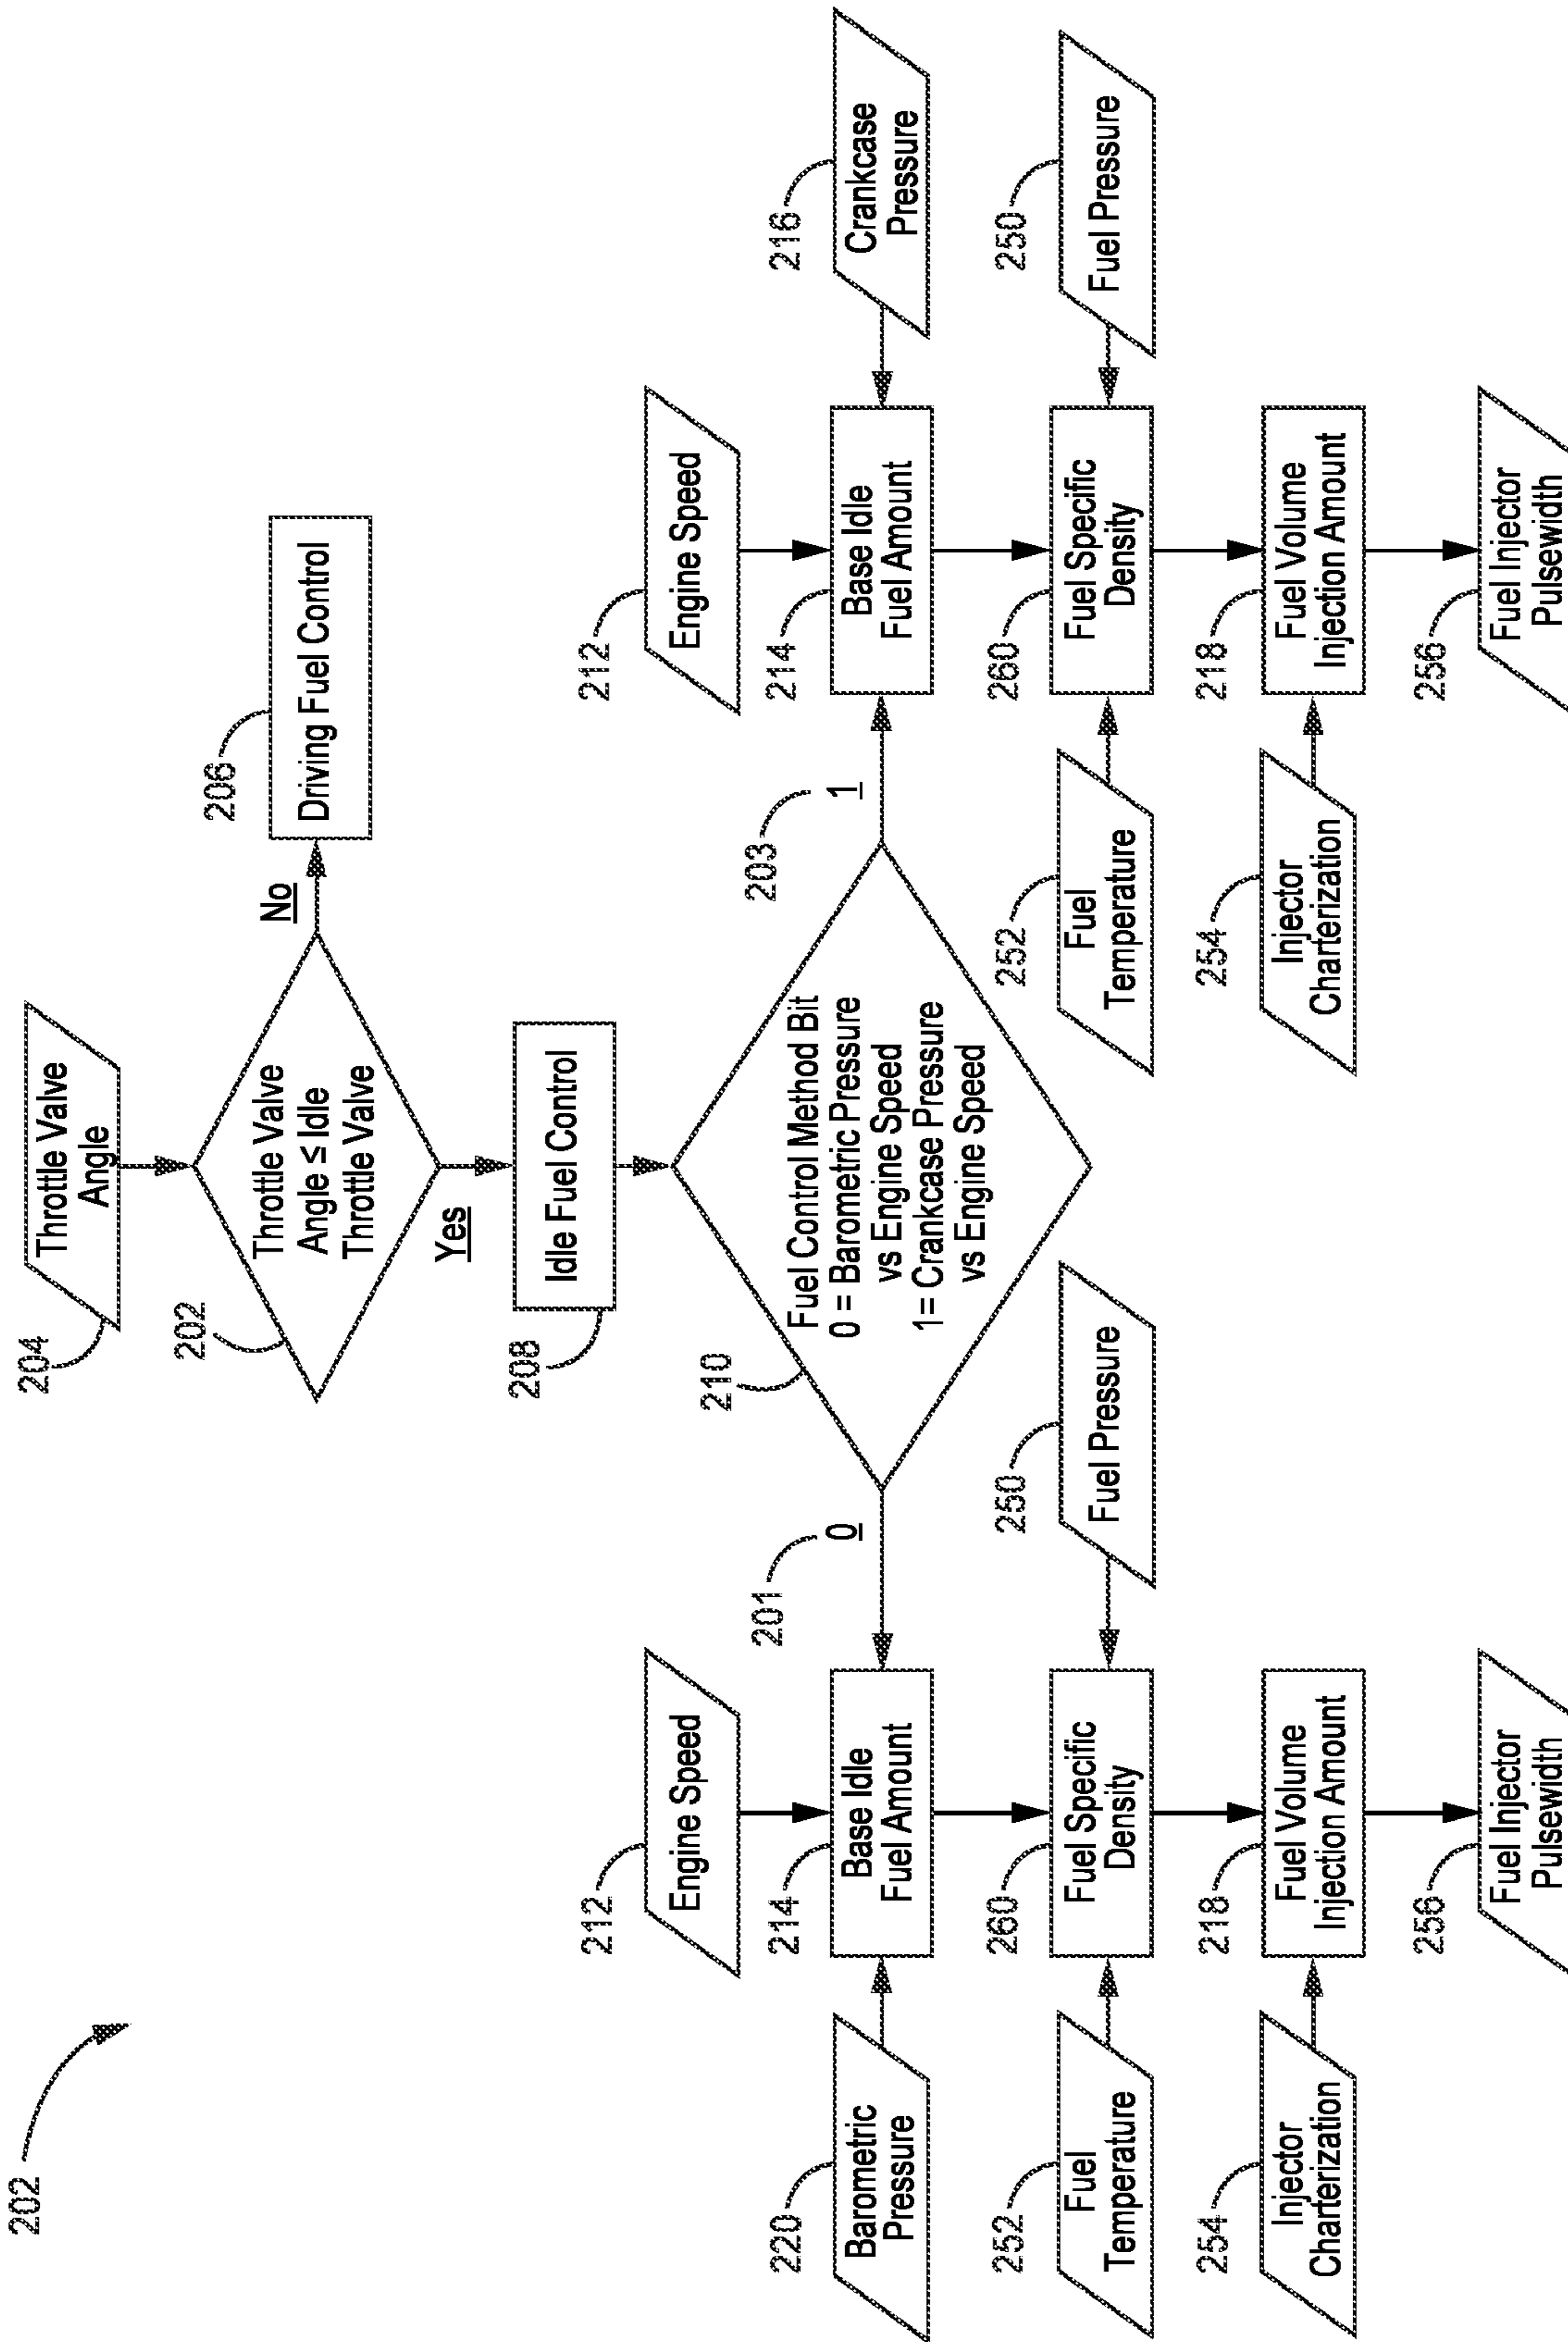 202
204
Throttle Valve
Angle
202
Throttle Valve
Angle ≤ Idle
Throttle Valve
No
206
Driving Fuel Control
Yes
208
Idle Fuel Control
210
Fuel Control Method Bit
0 = Barometric Pressure
vs Engine Speed
1= Crankcase Pressure
vs Engine Speed
201
0
203
1
212
Engine Speed
220
Barometric
Pressure
214
Base Idle
Fuel Amount
252
Fuel
Temperature
260
Fuel Specific
Density
250
Fuel Pressure
254
Injector
Charterization
218
Fuel Volume
Injection Amount
256
Fuel Injector
Pulsewidth
212
Engine Speed
214
Base Idle
Fuel Amount
216
Crankcase
Pressure
252
Fuel
Temperature
260
Fuel Specific
Density
250
Fuel Pressure
254
Injector
Charterization
218
Fuel Volume
Injection Amount
256
Fuel Injector
Pulsewidth